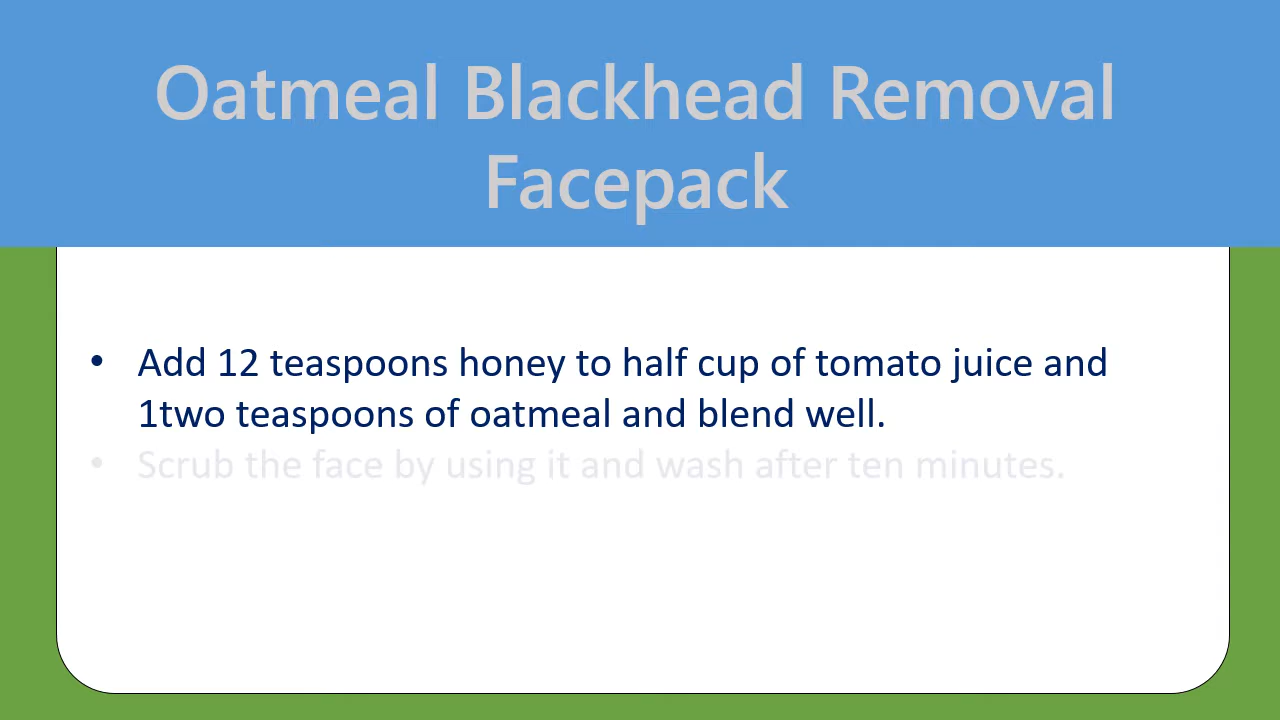 Oatmeal Blackhead Removal
Facepack
• Add 12 teaspoons honey to half cup of tomato juice and
1two teaspoons of oatmeal and blend well.
• Scrub the face by using it and wash after ten minutes.